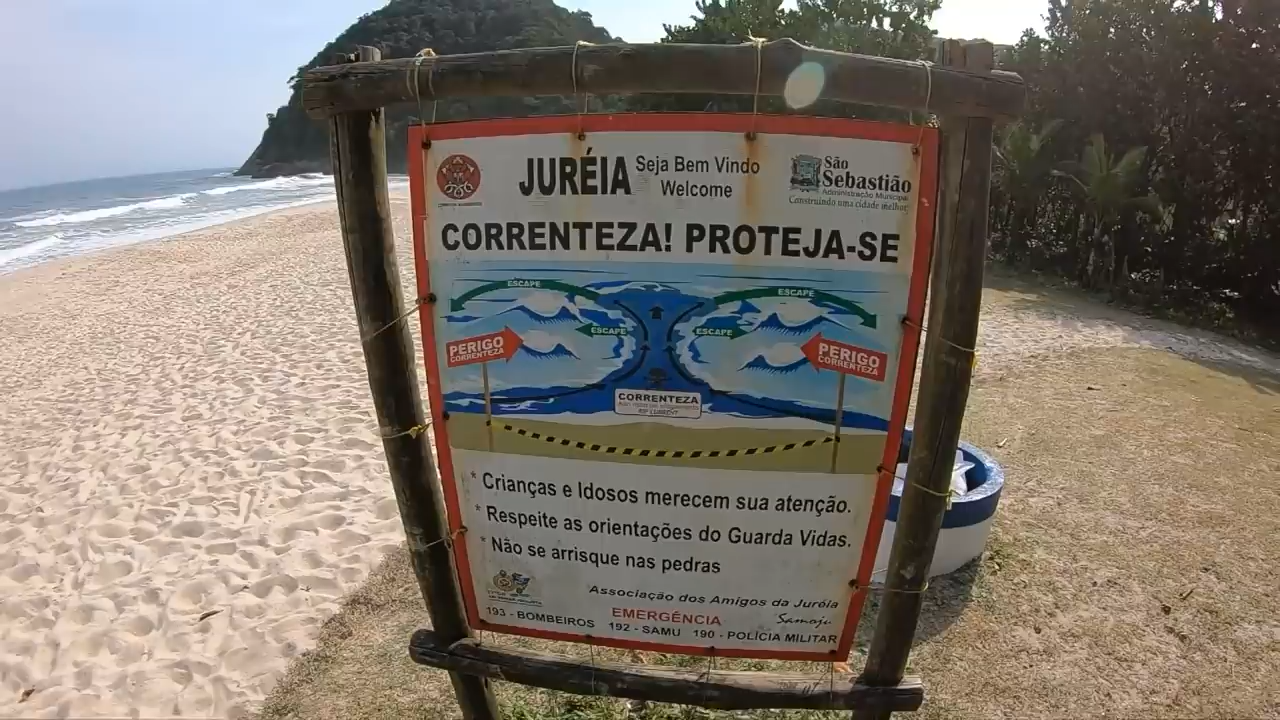 JURÉIA
Seja Bem Vindo
Welcome
São
Sebastião
Administração Municipal
Construindo uma cidade melhor
CORRENTEZA! PROTEJA-SE
ESCAPE
ESCAPE
ESCAPE
ESCAPE
PERIGO
CORRENTEZA
PERIGO
CORRENTEZA
CORRENTEZA
RIP CURRENT
* Crianças e Idosos merecem sua atenção.
* Respeite as orientações do Guarda Vidas.
* Não se arrisque nas pedras
Associação dos Amigos da Juréia
Samoju
EMERGÉNCIA
193 - BOMBEIROS 192 - SAMU 190 - POLÍCIA MILITAR